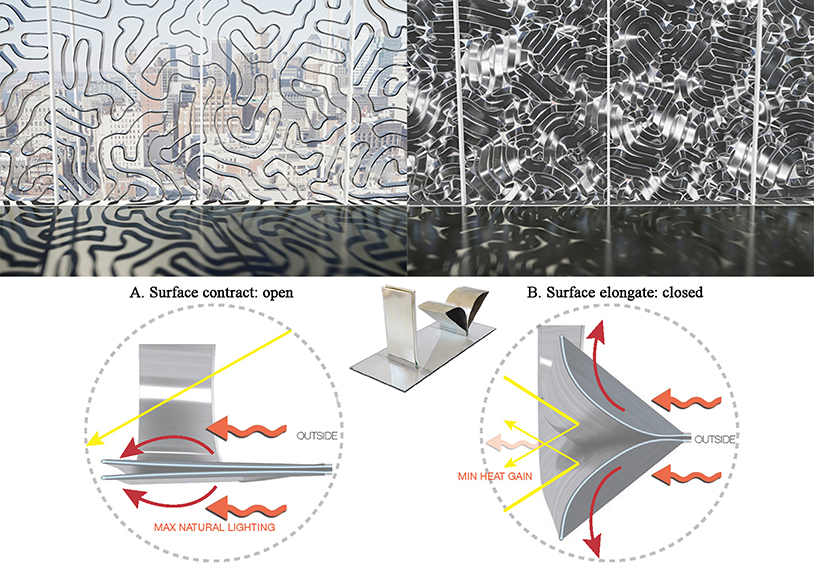 A. Surface contract: open
B. Surface elongate: closed
OUTSIDE
MAX NATURAL LIGHTING
OUTSIDE
MIN HEAT GAIN